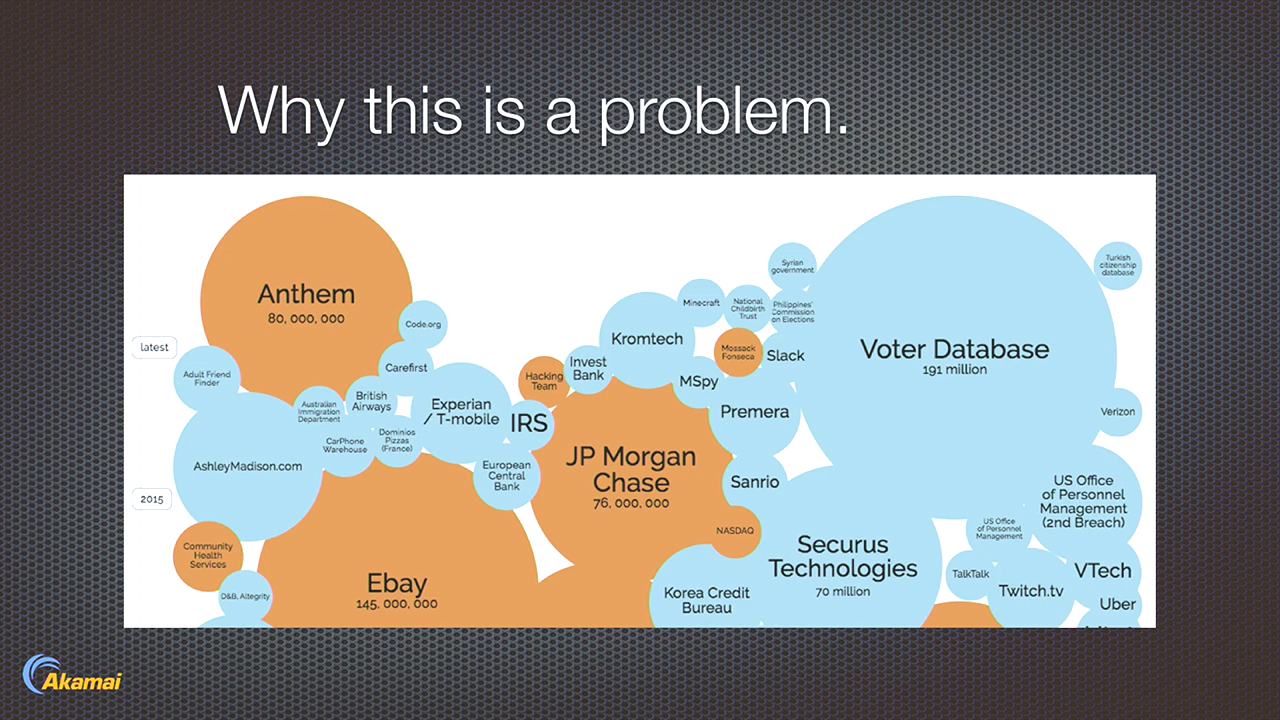 Why this is a problem.
Anthem
80, 000, 000
Code.org
latest
Adult Friend
Finder
Carefirst
Australian
Immigration
Department
British
Airways
Experian
/ T-mobile
CarPhone
Warehouse
Dominios
Pizzas
(France)
AshleyMadison.com
IRS
European
Central
Bank
2015
Community
Health
Services
D&B, Altegrity
Ebay
145, 000, 000
Hacking
Team
Invest
Bank
Kromtech
Minecraft
National
Childbirth
Trust
Syrian
government
Philippines'
Commission
on Elections
Mossack
Fonseca
Slack
MSpy
Premera
JP Morgan
Chase
76, 000, 000
Sanrio
NASDAQ
Korea Credit
Bureau
Securus
Technologies
70 million
Voter Database
191 million
Turkish
citizenship
database
Verizon
US Office
of Personnel
Management
(2nd Breach)
US Office
of Personnel
Management
TalkTalk
Twitch.tv
VTech
Uber
Akamai